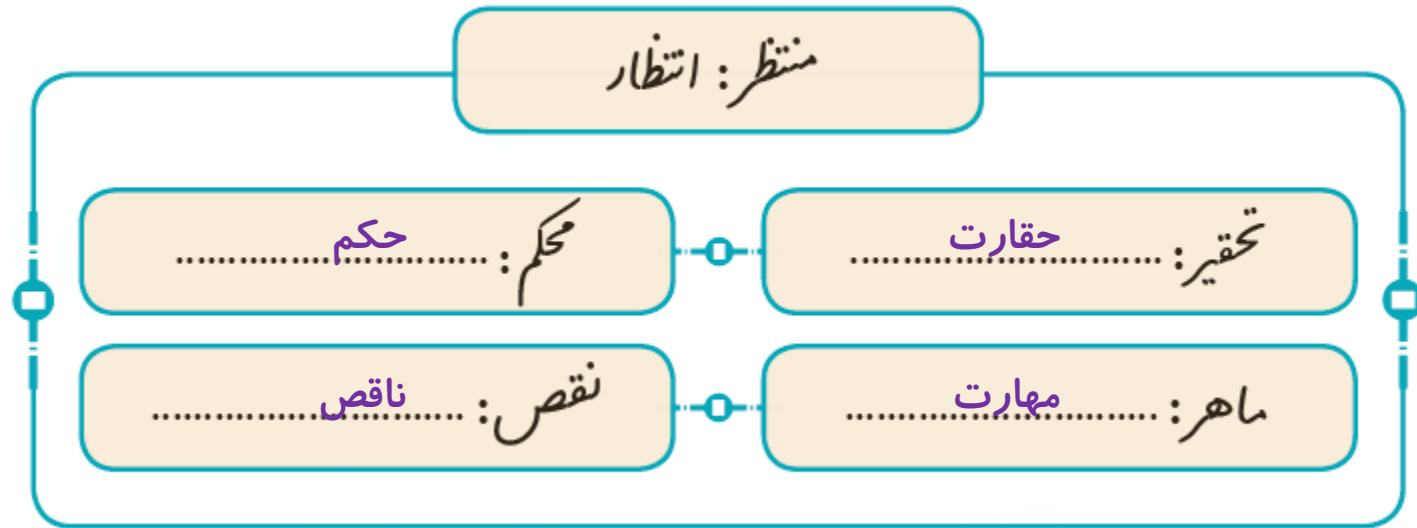 منتظر : انتظار
تحقیر : حقارت
محکم : حکم
ماهر : مهارت
نقص : ناقص